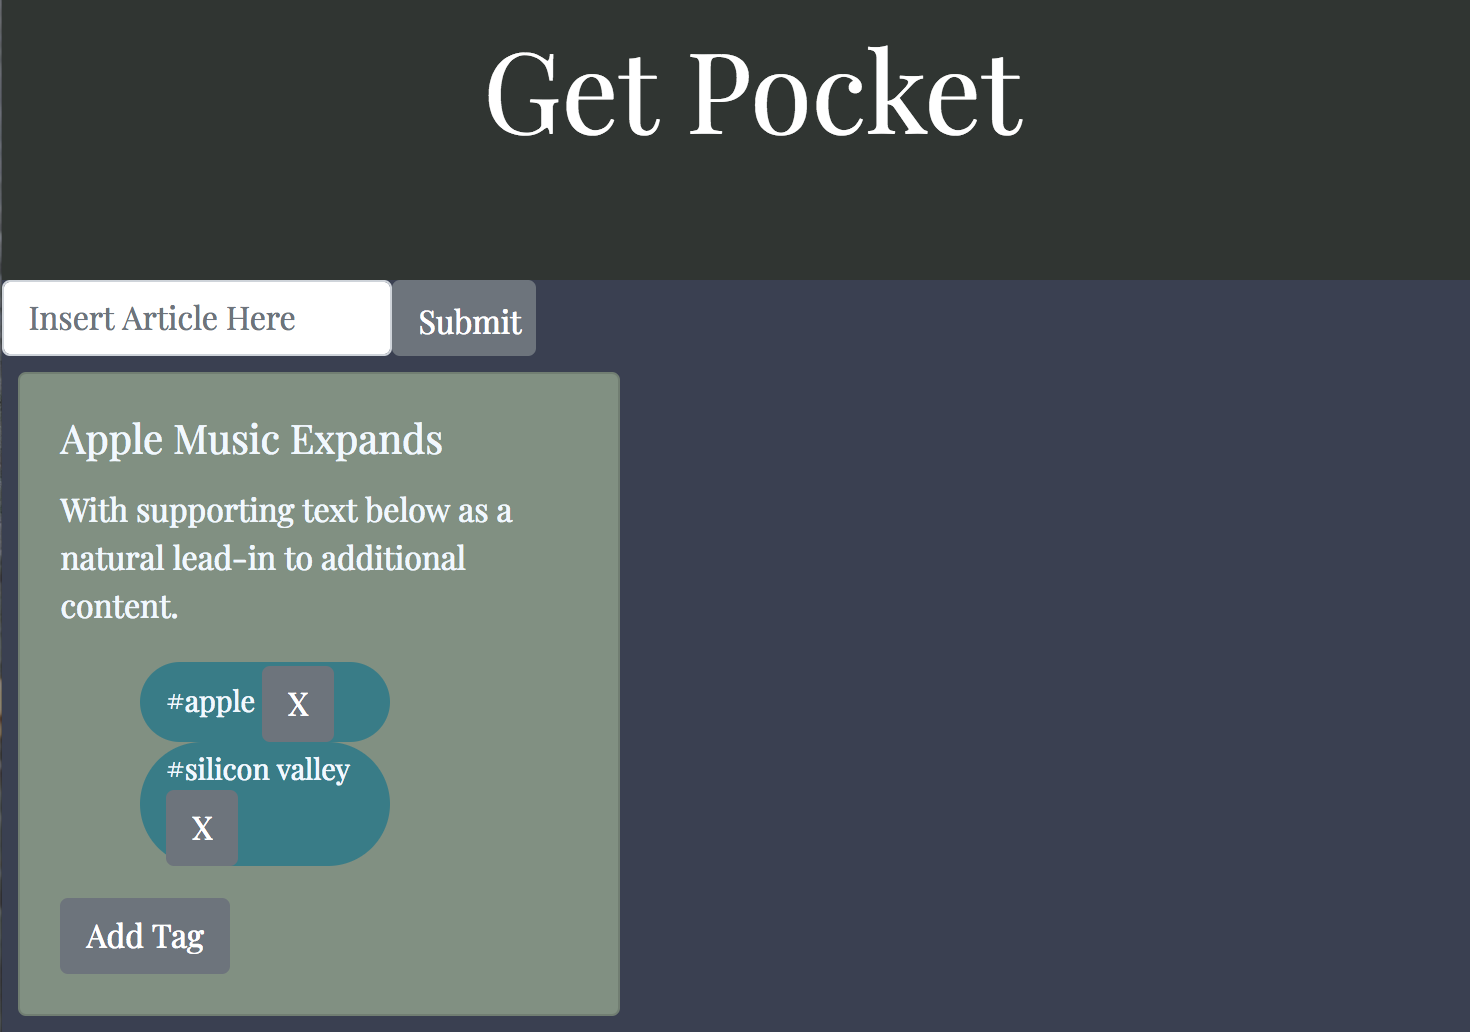 Get Pocket
Insert Article Here
Submit
Apple Music Expands
With supporting text below as a
natural lead-in to additional
content.
#apple X
#silicon valley
X
Add Tag